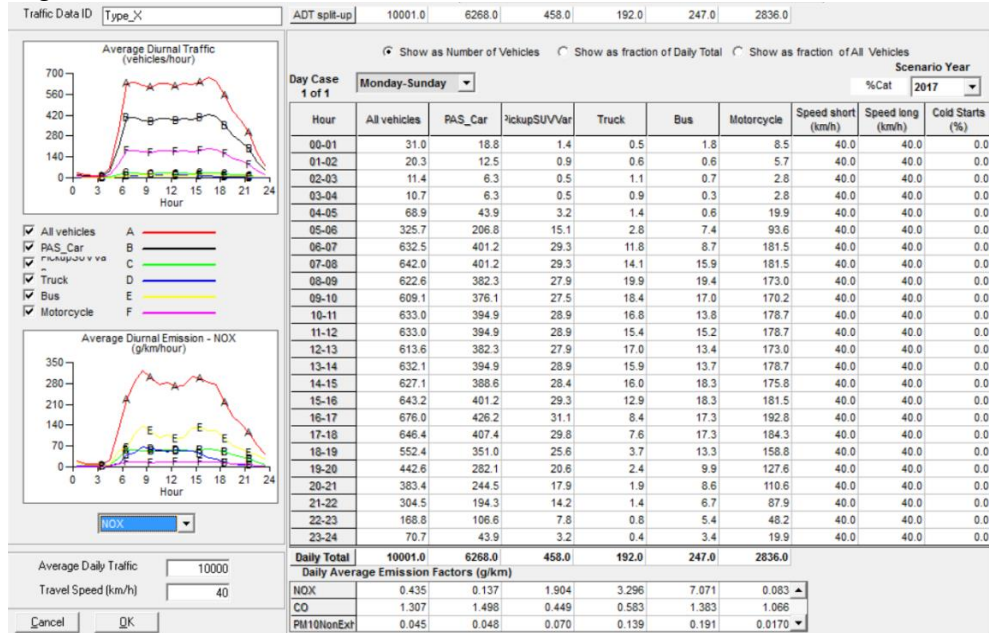 Traffic Data ID Type_X ADT split-up 10001.0 6268.0 458.0 192.0 247.0 2836.0
Average Diurnal Traffic
(vehicles/hour)
700
560
420
280
140
0
0 3 6 9 12 15 18 21 24
Hour
All vehicles A
PAS_Car B
PickupSUVVa C
Truck D
Bus E
Motorcycle F
Average Diurnal Emission - NOX
(g/km/hour)
350
280
210
140
70
0
0 3 6 9 12 15 18 21 24
Hour
NOX
Average Daily Traffic 10000
Travel Speed (km/h) 40
Cancel OK
Show as Number of Vehicles Show as fraction of Daily Total Show as fraction of All Vehicles
Scenario Year
Day Case
1 of 1
Monday-Sunday %Cat 2017
Hour All vehicles PAS_Car PickupSUVVar Truck Bus Motorcycle Speed short (km/h) Speed long (km/h) Cold Starts (%)
00-01 31.0 18.8 1.4 0.5 1.8 8.5 40.0 40.0 0.0
01-02 20.3 12.5 0.9 0.6 0.6 5.7 40.0 40.0 0.0
02-03 11.4 6.3 0.5 1.1 0.7 2.8 40.0 40.0 0.0
03-04 10.7 6.3 0.5 0.9 0.3 2.8 40.0 40.0 0.0
04-05 68.9 43.9 3.2 1.4 0.6 19.9 40.0 40.0 0.0
05-06 325.7 206.8 15.1 2.8 7.4 93.6 40.0 40.0 0.0
06-07 632.5 401.2 29.3 11.8 8.7 181.5 40.0 40.0 0.0
07-08 642.0 401.2 29.3 14.1 15.9 181.5 40.0 40.0 0.0
08-09 622.6 382.3 27.9 19.9 19.4 173.0 40.0 40.0 0.0
09-10 609.1 376.1 27.5 18.4 17.0 170.2 40.0 40.0 0.0
10-11 633.0 394.9 28.9 16.8 13.8 178.7 40.0 40.0 0.0
11-12 633.0 394.9 28.9 15.4 15.2 178.7 40.0 40.0 0.0
12-13 613.6 382.3 27.9 17.0 13.4 173.0 40.0 40.0 0.0
13-14 632.1 394.9 28.9 15.9 13.7 178.7 40.0 40.0 0.0
14-15 627.1 388.6 28.4 16.0 18.3 175.8 40.0 40.0 0.0
15-16 643.2 401.2 29.3 12.9 18.3 181.5 40.0 40.0 0.0
16-17 676.0 426.2 31.1 8.4 17.3 192.8 40.0 40.0 0.0
17-18 646.4 407.4 29.8 7.6 17.3 184.3 40.0 40.0 0.0
18-19 552.4 351.0 25.6 3.7 13.3 158.8 40.0 40.0 0.0
19-20 442.6 282.1 20.6 2.4 9.9 127.6 40.0 40.0 0.0
20-21 383.4 244.5 17.9 1.9 8.6 110.6 40.0 40.0 0.0
21-22 304.5 194.3 14.2 1.4 6.7 87.9 40.0 40.0 0.0
22-23 168.8 106.6 7.8 0.8 5.4 48.2 40.0 40.0 0.0
23-24 70.7 43.9 3.2 0.4 3.4 19.9 40.0 40.0 0.0
Daily Total 10001.0 6268.0 458.0 192.0 247.0 2836.0
Daily Average Emission Factors (g/km)
NOX 0.435 0.137 1.904 3.296 7.071 0.083
CO 1.307 1.498 0.449 0.583 1.383 1.066
PM10NonExh 0.045 0.048 0.070 0.139 0.191 0.0170